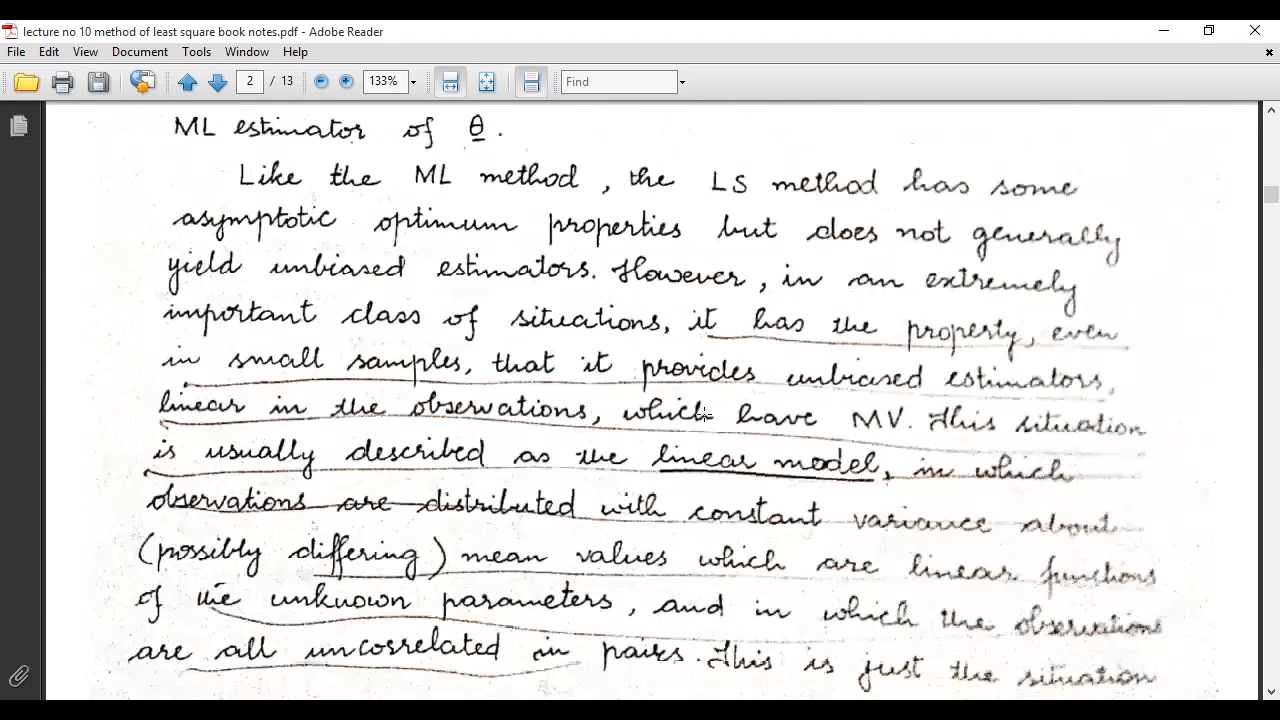 lecture no 10 method of least square book notes.pdf - Adobe Reader
File Edit View Document Tools Window Help
2 / 13 133% Find
ML estimator of θ.
Like the ML method, the LS method has some
asymptotic optimum properties but does not generally
yield unbiased estimators. However, in an extremely
important class of situations, it has the property, even
in small samples, that it provides unbiased estimators,
linear in the observations, which have MV. This situation
is usually described as the linear model, in which
observations are distributed with constant variance about
(possibly differing) mean values which are linear functions
of the unknown parameters, and in which the observations
are all uncorrelated in pairs. This is just the situation